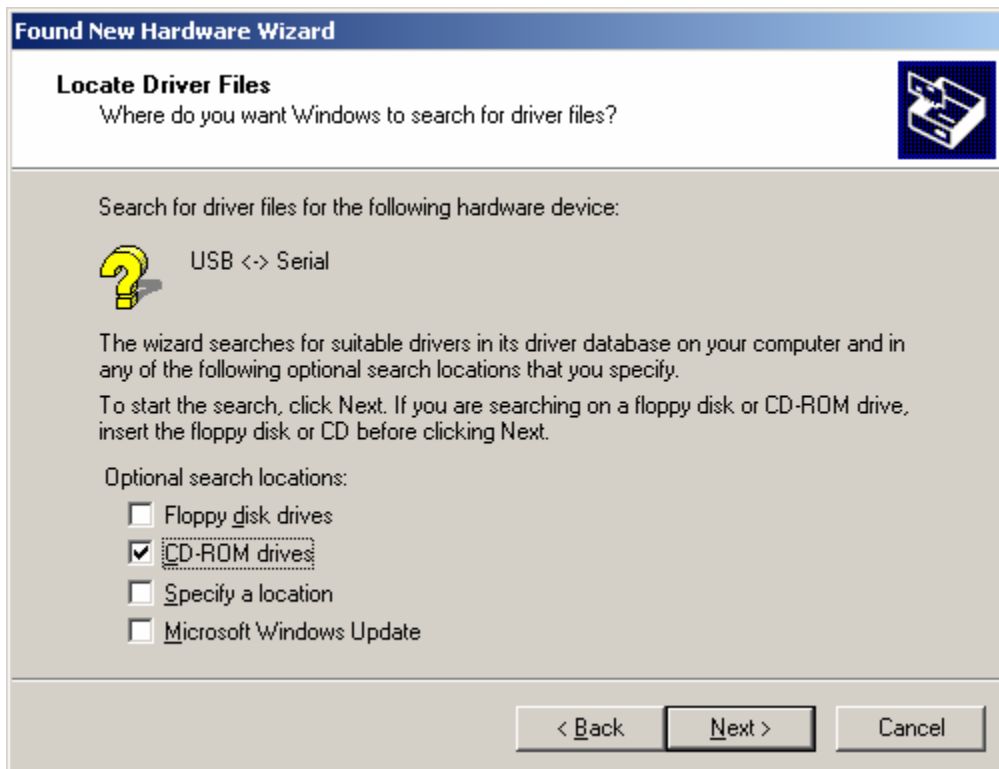 Found New Hardware Wizard
Locate Driver Files
Where do you want Windows to search for driver files?
Search for driver files for the following hardware device:
USB <-> Serial
The wizard searches for suitable drivers in its driver database on your computer and in
any of the following optional search locations that you specify.
To start the search, click Next. If you are searching on a floppy disk or CD-ROM drive,
insert the floppy disk or CD before clicking Next.
Optional search locations:
Floppy disk drives
CD-ROM drives
Specify a location
Microsoft Windows Update
< Back Next > Cancel